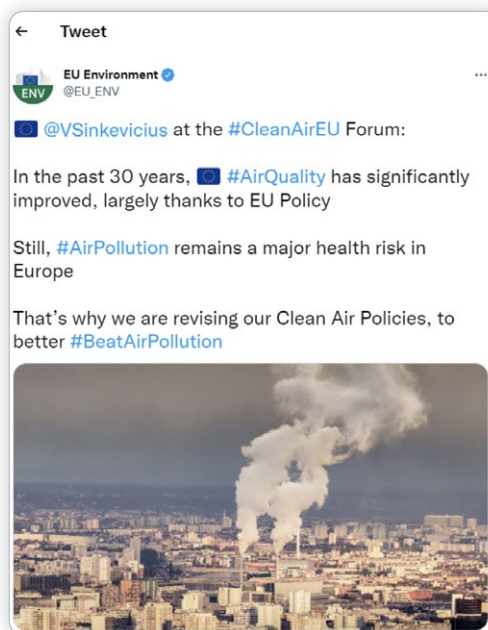 ← Tweet
EU Environment
ENV
@EU_ENV
🇪🇺 @VSinkevicius at the #CleanAirEU Forum:
In the past 30 years, 🇪🇺 #AirQuality has significantly
improved, largely thanks to EU Policy
Still, #AirPollution remains a major health risk in
Europe
That’s why we are revising our Clean Air Policies, to
better #BeatAirPollution